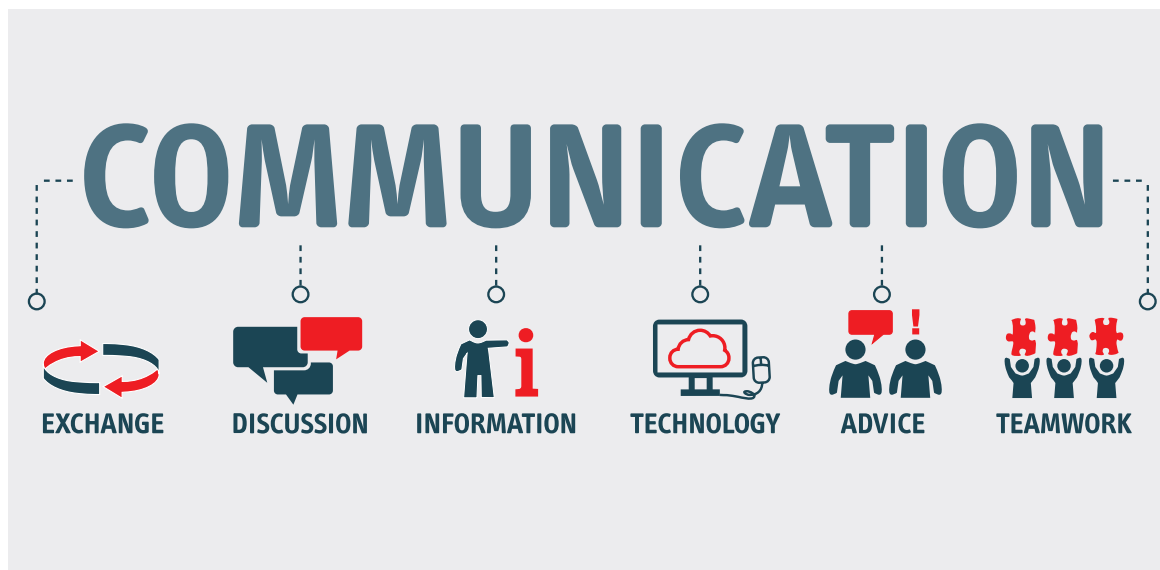 COMMUNICATION
EXCHANGE
DISCUSSION
INFORMATION
TECHNOLOGY
ADVICE
TEAMWORK